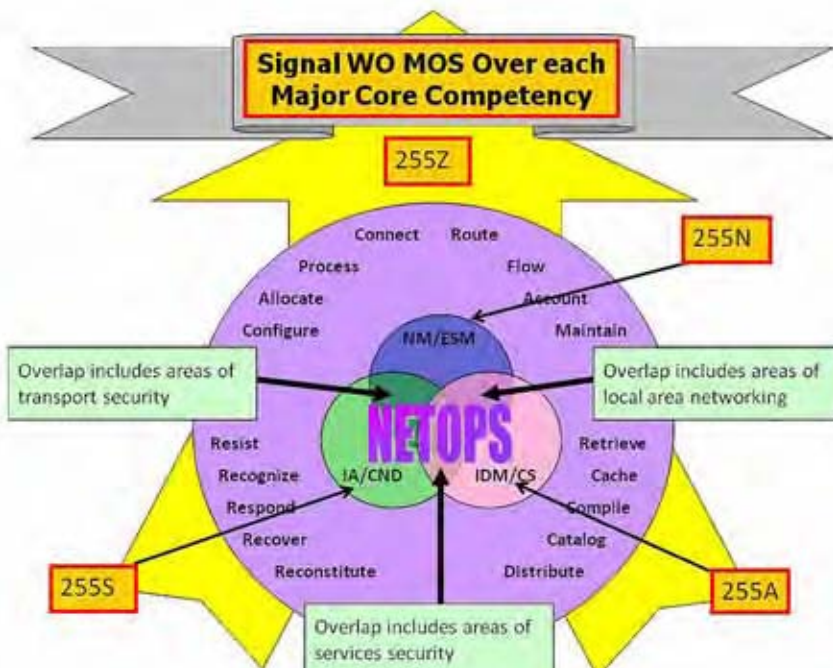 Signal WO MOS Over each
Major Core Competency
255Z
255N
Connect
Route
Process
Flow
Allocate
Account
Configure
Maintain
NM/ESM
Overlap includes areas of
transport security
Overlap includes areas of
local area networking
NETOPS
Resist
Retrieve
Recognize
IA/CND
IDM/CS
Cache
Respond
Compile
Recover
Catalog
Reconstitute
Distribute
255S
255A
Overlap includes areas of
services security